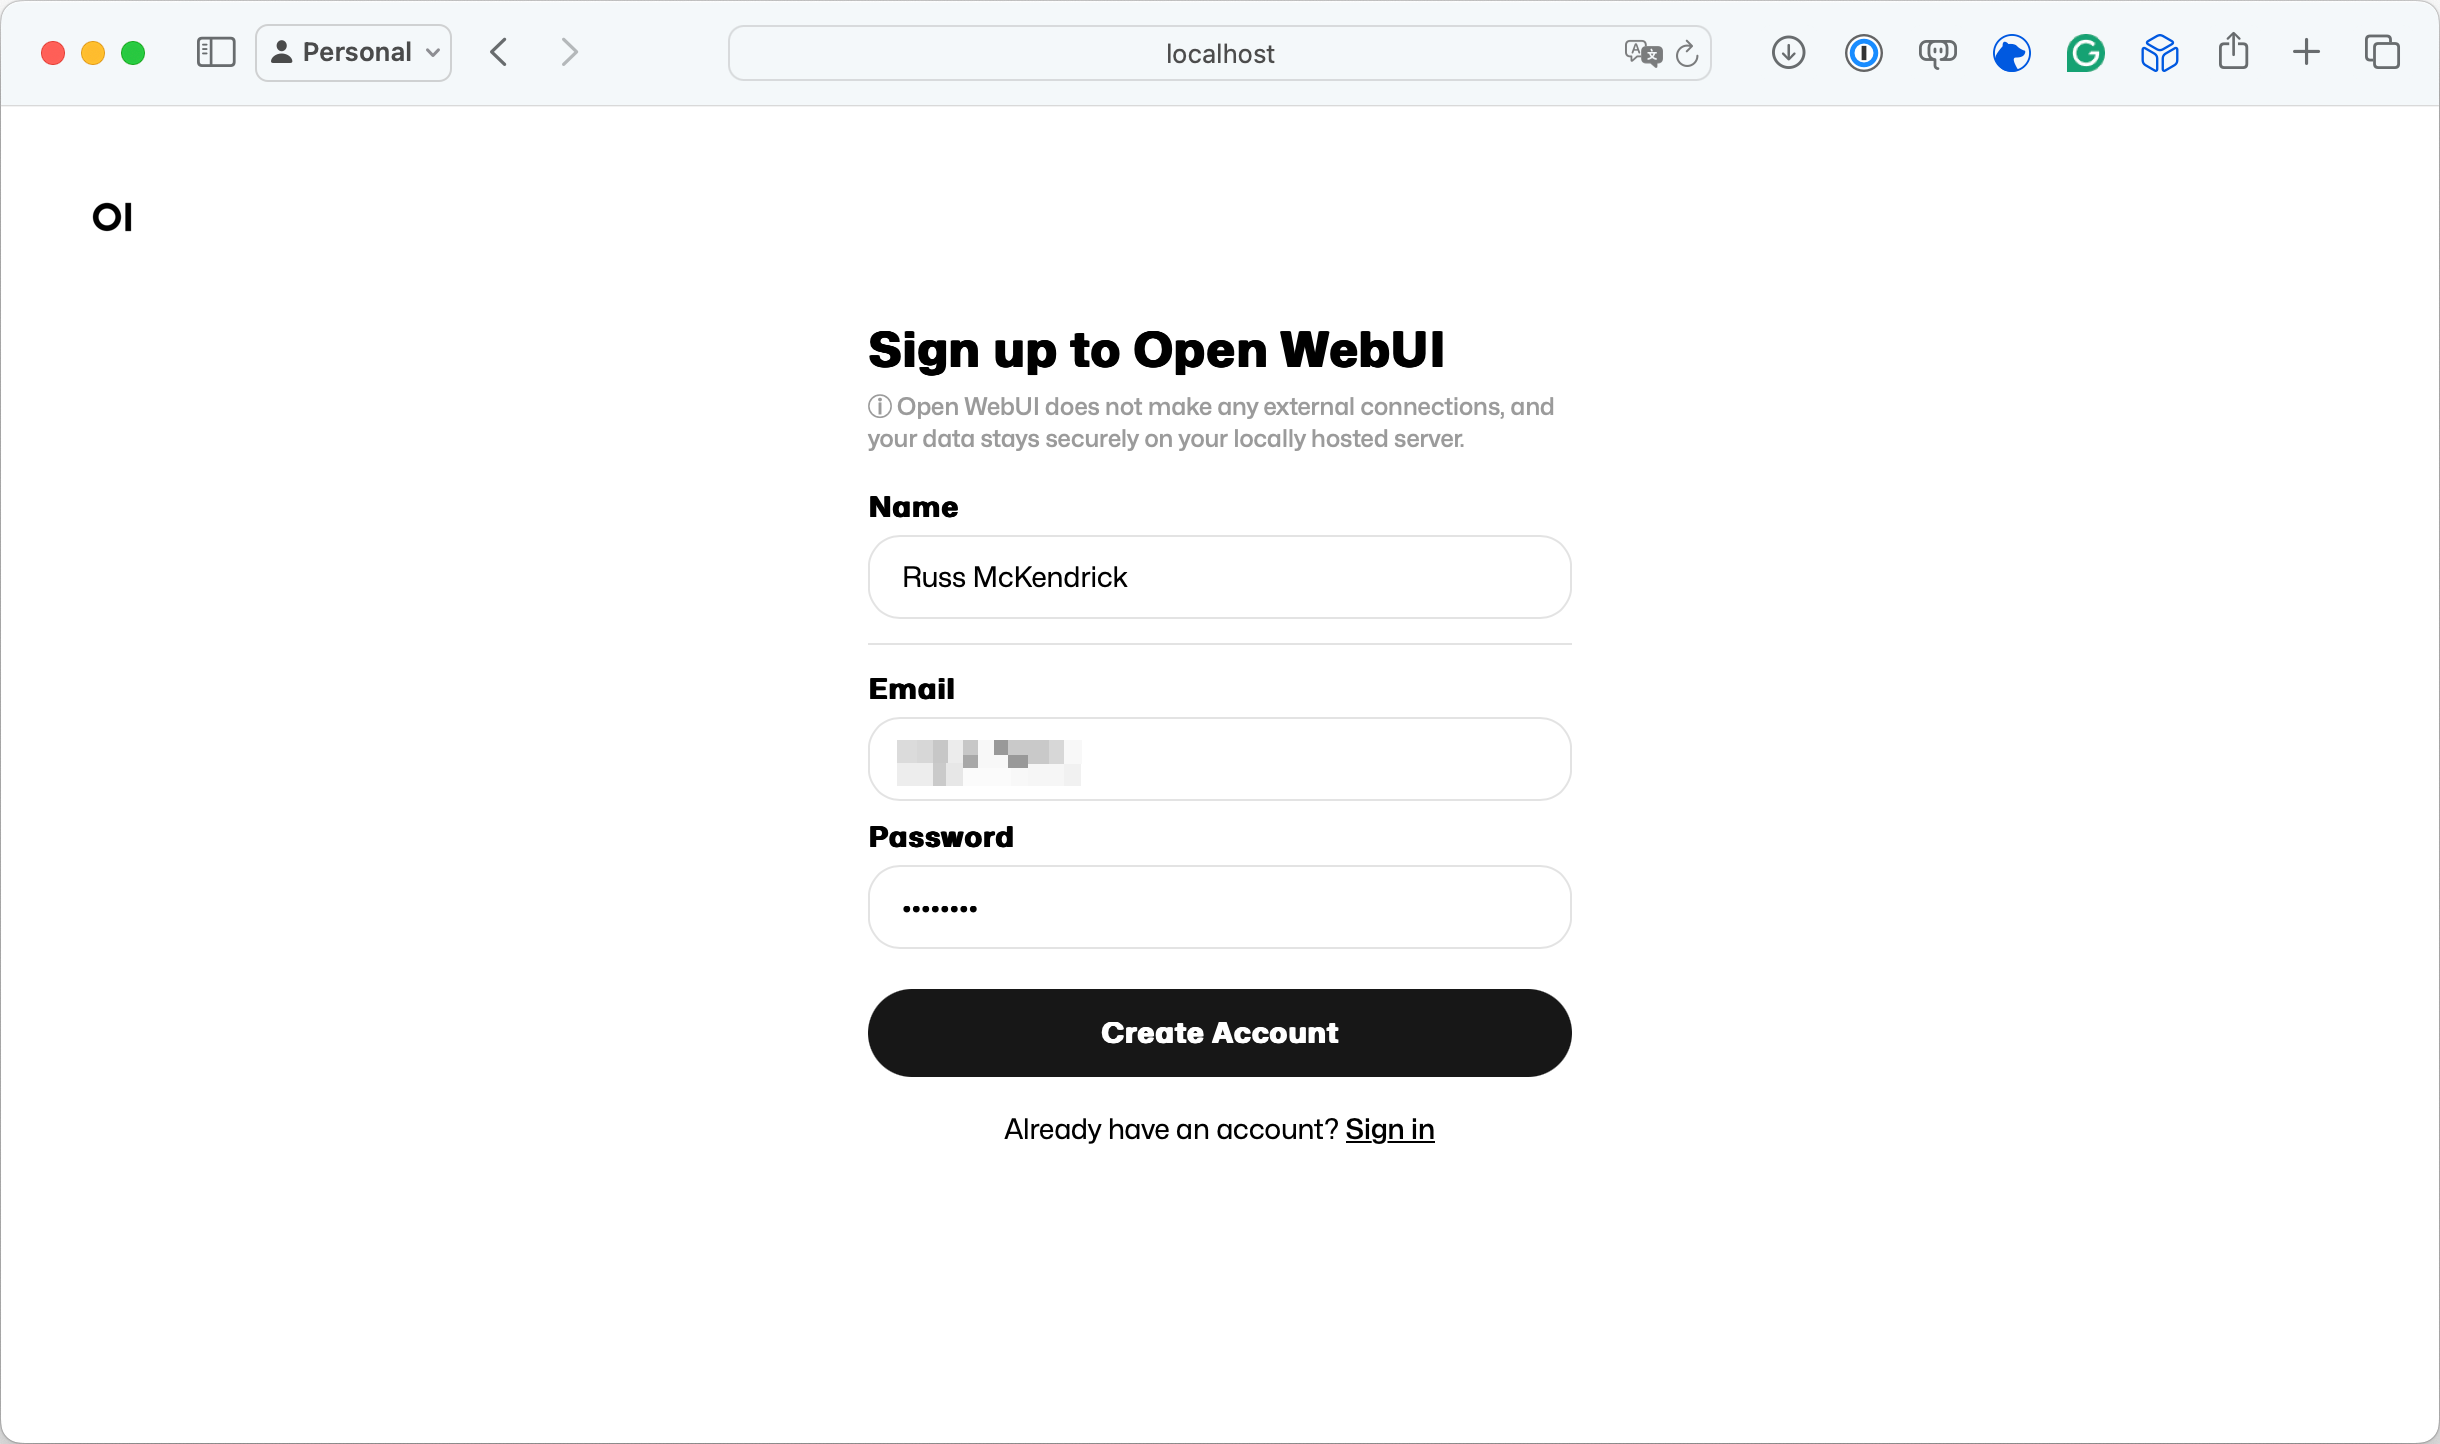 Personal
localhost
OI
Sign up to Open WebUI
ⓘ Open WebUI does not make any external connections, and
your data stays securely on your locally hosted server.
Name
Russ McKendrick
Email
Password
••••••••
Create Account
Already have an account? Sign in